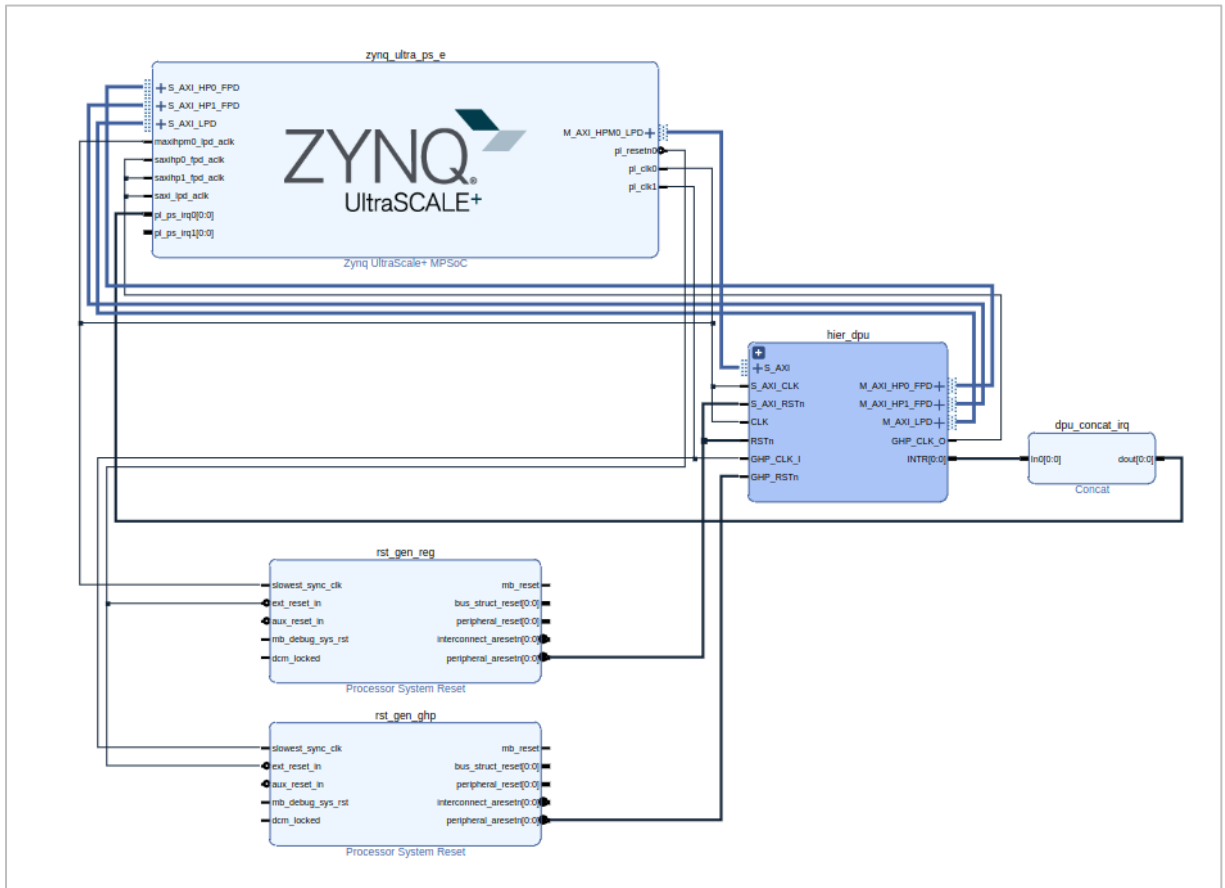 zynq_ultra_ps_e
S_AXI_HP0_FPD
S_AXI_HP1_FPD
S_AXI_LPD
maxihpm0_lpd_aclk
saxihp0_fpd_aclk
saxihp1_fpd_aclk
saxi_lpd_aclk
pl_ps_irq0[0:0]
pl_ps_irq1[0:0]
ZYNQ®
UltraSCALE+
M_AXI_HPM0_LPD
pl_resetn0
pl_clk0
pl_clk1
Zynq UltraScale+ MPSoC
hier_dpu
S_AXI
S_AXI_CLK
S_AXI_RSTn
CLK
RSTn
GHP_CLK_I
GHP_RSTn
M_AXI_HP0_FPD
M_AXI_HP1_FPD
M_AXI_LPD
GHP_CLK_O
INTR[0:0]
dpu_concat_irq
In0[0:0] dout[0:0]
Concat
rst_gen_reg
slowest_sync_clk mb_reset
ext_reset_in bus_struct_reset[0:0]
aux_reset_in peripheral_reset[0:0]
mb_debug_sys_rst interconnect_aresetn[0:0]
dcm_locked peripheral_aresetn[0:0]
Processor System Reset
rst_gen_ghp
slowest_sync_clk mb_reset
ext_reset_in bus_struct_reset[0:0]
aux_reset_in peripheral_reset[0:0]
mb_debug_sys_rst interconnect_aresetn[0:0]
dcm_locked peripheral_aresetn[0:0]
Processor System Reset